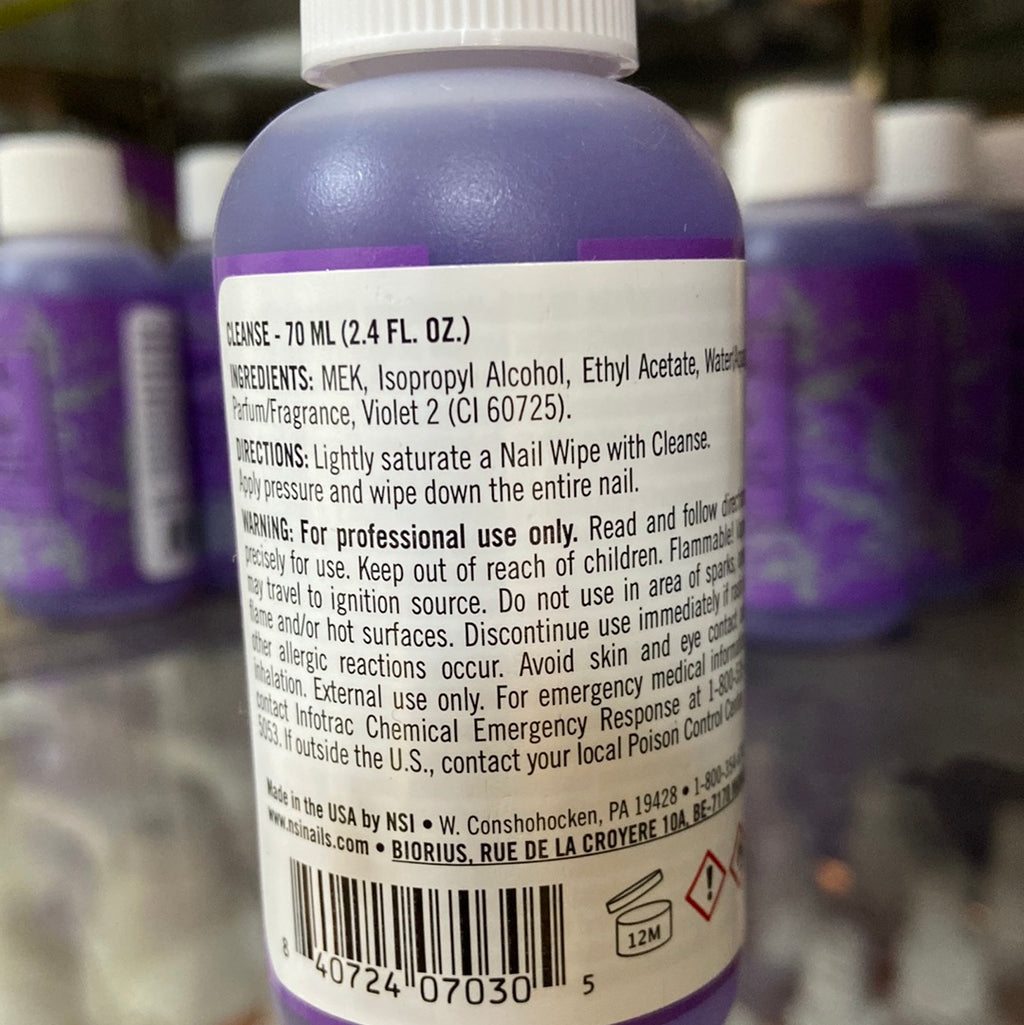 CLEANSE - 70 ML (2.4 FL. OZ.)
INGREDIENTS: MEK, Isopropyl Alcohol, Ethyl Acetate,
Parfum/Fragrance, Violet 2 (CI 60725).
DIRECTIONS: Lightly saturate a Nail Wipe with Cleanse.
Apply pressure and wipe down the entire nail.
WARNING: For professional use only. Read and follow
precisely for use. Keep out of reach of children. Flammable!
may travel to ignition source. Do not use in area of sparks,
flame and/or hot surfaces. Discontinue use immediately if
other allergic reactions occur. Avoid skin and eye contact
inhalation. External use only. For emergency medical
contact Infotrac Chemical Emergency Response at
5053. If outside the U.S., contact your local Poison Control
Made in the USA by NSI • W. Conshohocken, PA 19428 •
www.nsinails.com • BIORIUS, RUE DE LA CROYERE 10A,
12M
8 40724 07030 5